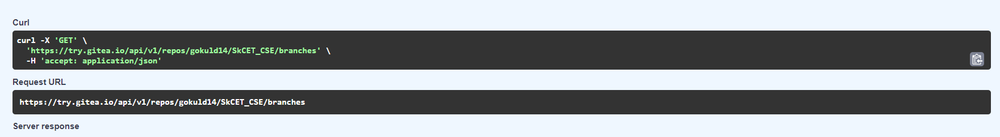 Curl
curl -X 'GET' \
'https://try.gitea.io/api/v1/repos/gokuld14/SkCET_CSE/branches' \
-H 'accept: application/json'
Request URL
https://try.gitea.io/api/v1/repos/gokuld14/SkCET_CSE/branches
Server response